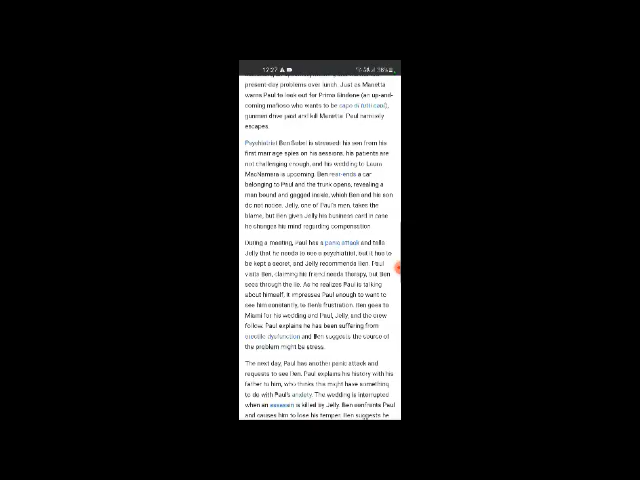 12:27
present-day problems over lunch. Just as Manetta
warns Paul to look out for Primo Sindone (an up-and-
coming mafioso who wants to be capo di tutti capi),
gunmen drive past and kill Manetta. Paul narrowly
escapes.
Psychiatrist Ben Sobel is stressed: his son from his
first marriage spies on his sessions, his patients are
not challenging enough, and his wedding to Laura
MacNamara is upcoming. Ben rear-ends a car
belonging to Paul and the trunk opens, revealing a
man bound and gagged inside, which Ben and his son
do not notice. Jelly, one of Paul's men, takes the
blame, but Ben gives Jelly his business card in case
he changes his mind regarding compensation.
During a meeting, Paul has a panic attack and tells
Jelly that he needs to see a psychiatrist, but it has to
be kept a secret, and Jelly recommends Ben. Paul
visits Ben, claiming his friend needs therapy, but Ben
sees through the lie. As he realizes Paul is talking
about himself, it impresses Paul enough to want to
see him constantly, to Ben's frustration. Ben goes to
Miami for his wedding and Paul, Jelly, and the crew
follow. Paul explains he has been suffering from
erectile dysfunction and Ben suggests the source of
the problem might be stress.
The next day, Paul has another panic attack and
requests to see Ben. Paul explains his history with his
father to him, who thinks this might have something
to do with Paul's anxiety. The wedding is interrupted
when an assassin is killed by Jelly. Ben confronts Paul
and causes him to lose his temper. Ben suggests he